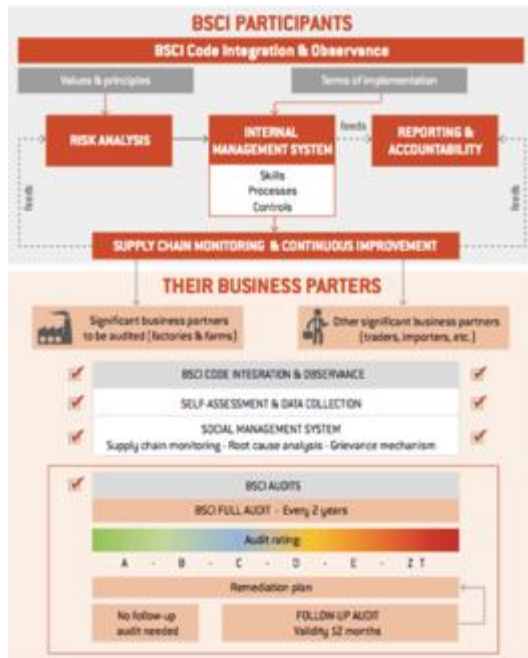 BSCI PARTICIPANTS
BSCI Code Integration & Observance
Values & principles
Terms of implementation
RISK ANALYSIS
INTERNAL
MANAGEMENT SYSTEM
feeds
REPORTING &
ACCOUNTABILITY
Skills
Processes
Controls
feeds
feeds
SUPPLY CHAIN MONITORING & CONTINUOUS IMPROVEMENT
THEIR BUSINESS PARTERS
Significant business partners
to be audited (factories & farms)
Other significant business partners
(traders, importers, etc.)
BSCI CODE INTEGRATION & OBSERVANCE
SELF-ASSESSMENT & DATA COLLECTION
SOCIAL MANAGEMENT SYSTEM
Supply chain monitoring - Root cause analysis - Grievance mechanism
BSCI AUDITS
BSCI FULL AUDIT - Every 2 years
Audit rating:
A - B - C - D - E - ZT
Remediation plan
No follow-up
audit needed
FOLLOW-UP AUDIT
Validity 12 months